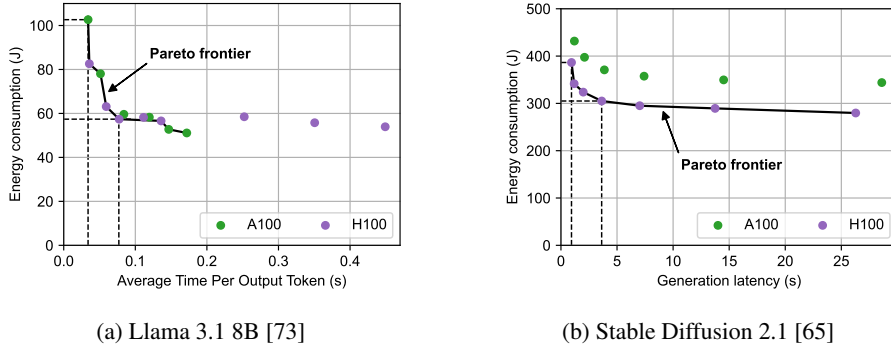 100
80
60
40
20
0
Energy consumption (J)
Pareto frontier
A100
H100
0.0
0.1
0.2
0.3
0.4
Average Time Per Output Token (s)
(a) Llama 3.1 8B [73]
500
400
300
200
100
0
Energy consumption (J)
Pareto frontier
A100
H100
0
5
10
15
20
25
Generation latency (s)
(b) Stable Diffusion 2.1 [65]